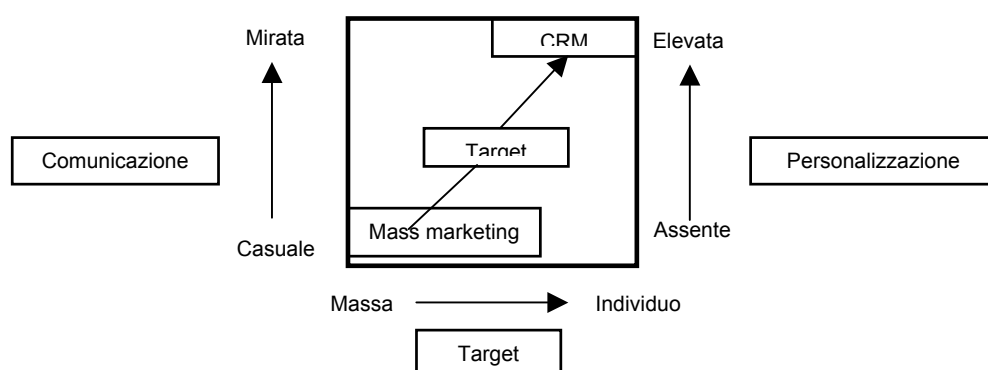 Mirata
CRM
Elevata
Comunicazione
Target
Personalizzazione
Casuale
Mass marketing
Assente
Massa
Individuo
Target